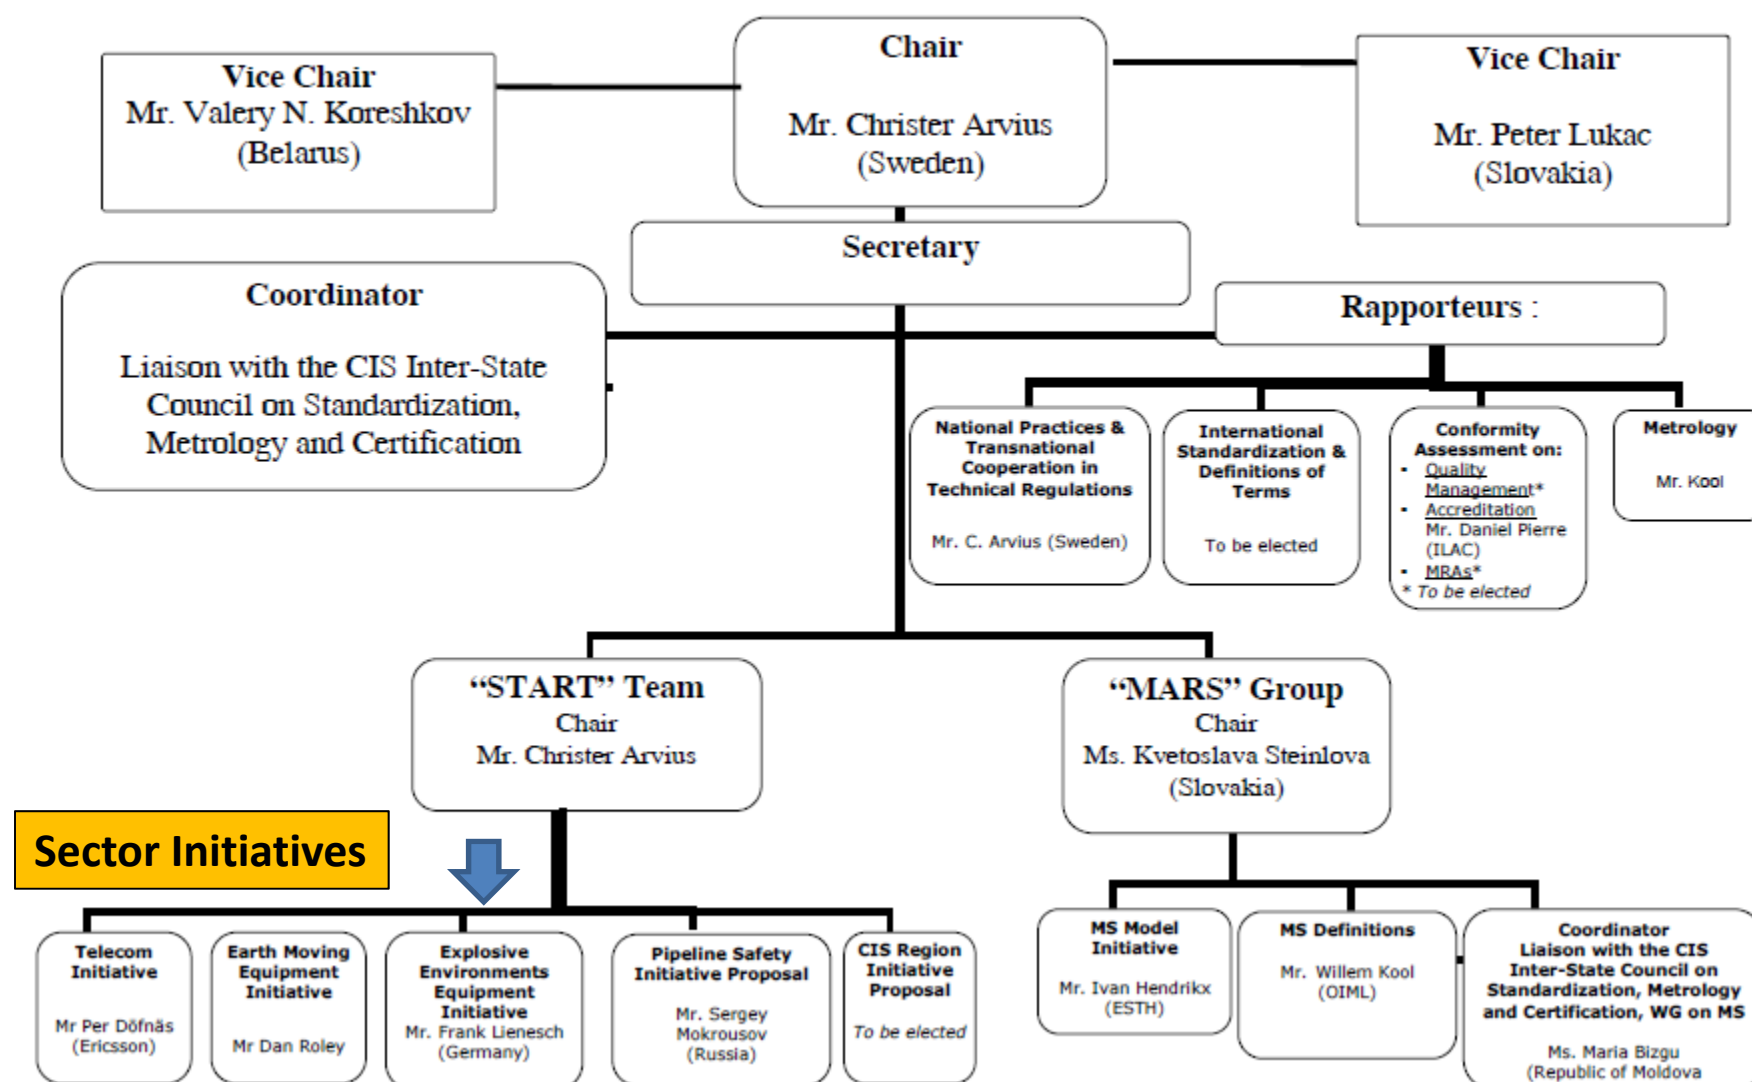 Chair
Mr. Christer Arvius
(Sweden)
Vice Chair
Mr. Valery N. Koreshkov
(Belarus)
Vice Chair
Mr. Peter Lukac
(Slovakia)
Secretary
Coordinator
Liaison with the CIS Inter-State
Council on Standardization,
Metrology and Certification
Rapporteurs :
National Practices &
Transnational
Cooperation in
Technical Regulations
Mr. C. Arvius (Sweden)
International
Standardization &
Definitions of
Terms
To be elected
Conformity
Assessment on:
▪ Quality
Management*
▪ Accreditation
Mr. Daniel Pierre
(ILAC)
▪ MRAs*
* To be elected
Metrology
Mr. Kool
“START” Team
Chair
Mr. Christer Arvius
“MARS” Group
Chair
Ms. Kvetoslava Steinlova
(Slovakia)
Sector Initiatives
Telecom
Initiative
Mr Per Döfnäs
(Ericsson)
Earth Moving
Equipment
Initiative
Mr Dan Roley
Explosive
Environments
Equipment
Initiative
Mr. Frank Lienesch
(Germany)
Pipeline Safety
Initiative Proposal
Mr. Sergey
Mokrousov
(Russia)
CIS Region
Initiative
Proposal
To be elected
MS Model
Initiative
Mr. Ivan Hendrikx
(ESTH)
MS Definitions
Mr. Willem Kool
(OIML)
Coordinator
Liaison with the CIS
Inter-State Council on
Standardization, Metrology
and Certification, WG on MS
Ms. Maria Bizgu
(Republic of Moldova